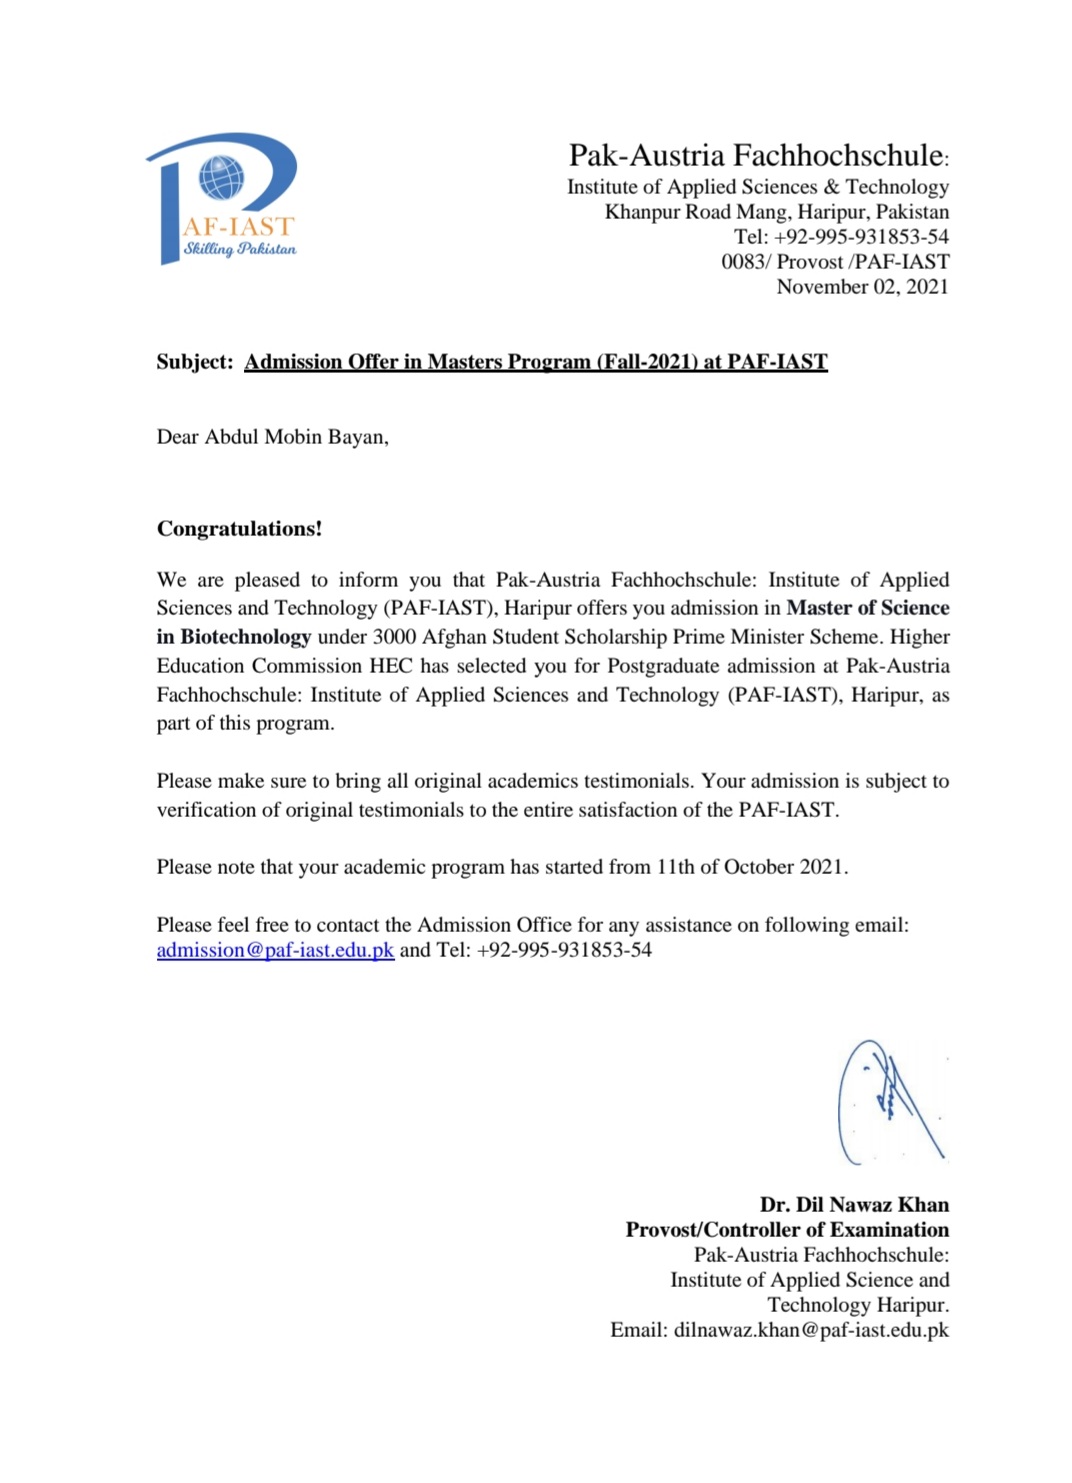 AF-IAST
Skilling Pakistan
Pak-Austria Fachhochschule:
Institute of Applied Sciences & Technology
Khanpur Road Mang, Haripur, Pakistan
Tel: +92-995-931853-54
0083/ Provost /PAF-IAST
November 02, 2021
Subject: Admission Offer in Masters Program (Fall-2021) at PAF-IAST
Dear Abdul Mobin Bayan,
Congratulations!
We are pleased to inform you that Pak-Austria Fachhochschule: Institute of Applied
Sciences and Technology (PAF-IAST), Haripur offers you admission in Master of Science
in Biotechnology under 3000 Afghan Student Scholarship Prime Minister Scheme. Higher
Education Commission HEC has selected you for Postgraduate admission at Pak-Austria
Fachhochschule: Institute of Applied Sciences and Technology (PAF-IAST), Haripur, as
part of this program.
Please make sure to bring all original academics testimonials. Your admission is subject to
verification of original testimonials to the entire satisfaction of the PAF-IAST.
Please note that your academic program has started from 11th of October 2021.
Please feel free to contact the Admission Office for any assistance on following email:
admission@paf-iast.edu.pk and Tel: +92-995-931853-54
Dr. Dil Nawaz Khan
Provost/Controller of Examination
Pak-Austria Fachhochschule:
Institute of Applied Science and
Technology Haripur.
Email: dilnawaz.khan@paf-iast.edu.pk